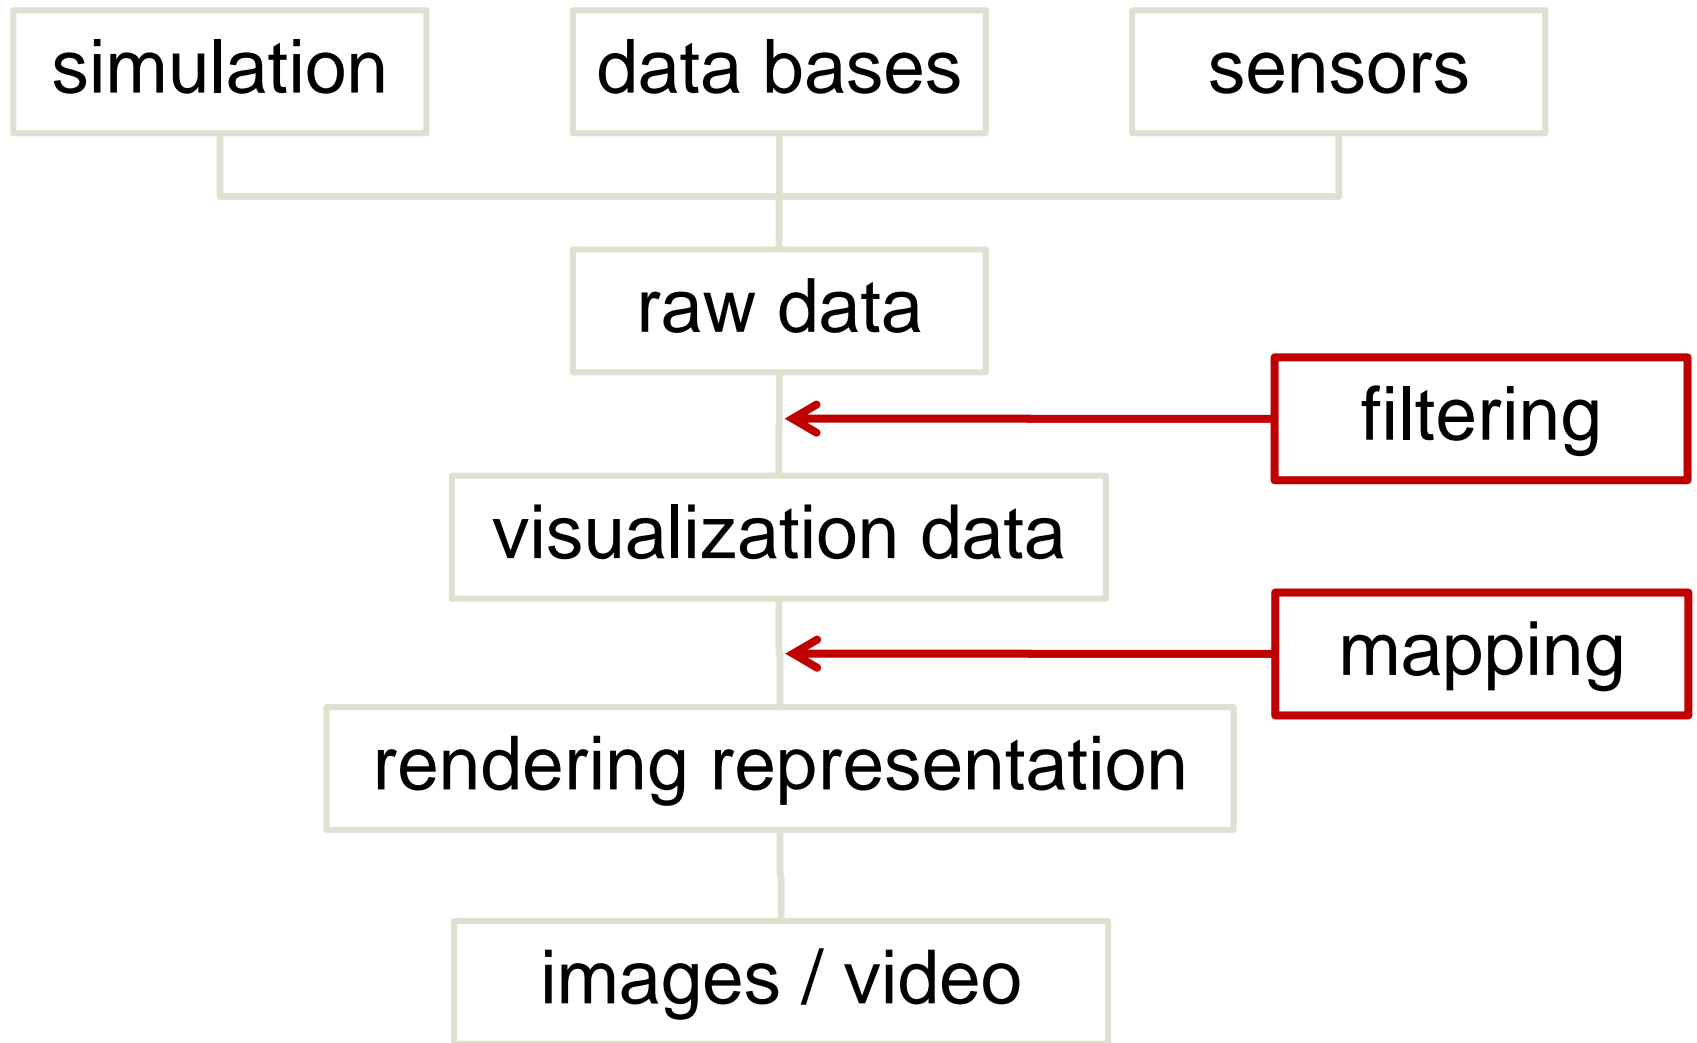 simulation
data bases
sensors
raw data
filtering
visualization data
mapping
rendering representation
images / video